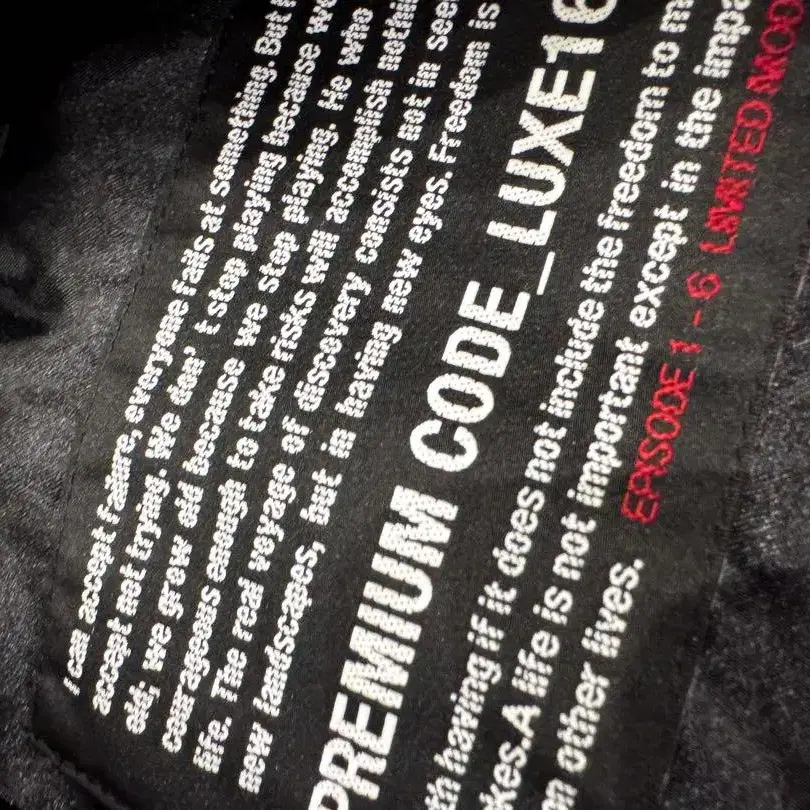 I can accept failure, everyone fails at something. But
accept not trying. We don't stop playing because we
old, we grow old because we stop playing. He who
courageous enough to take risks will accomplish nothi
life. The real voyage of discovery consists not in see
new landscapes, but in having new eyes. Freedom is
PREMIUM CODE_LUXE16
th having if it does not include the freedom to m
kes.A life is not important except in the impa
on other lives.
EPISODE 1 - 6 LIMITED MOD